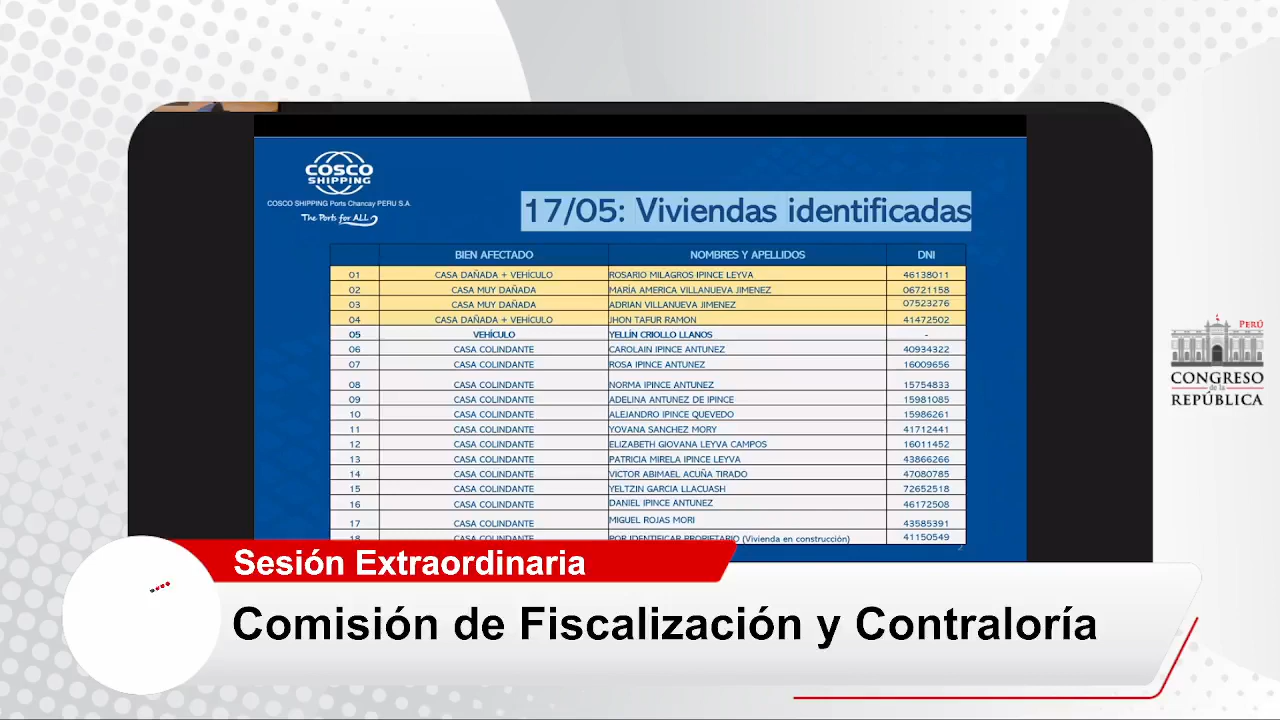 COSCO
SHIPPING
COSCO SHIPPING Ports Chancay PERU S.A.
The Ports for ALL
17/05: Viviendas identificadas
BIEN AFECTADO NOMBRES Y APELLIDOS DNI
01 CASA DAÑADA + VEHÍCULO ROSARIO MILAGROS IPINCE LEYVA 46138011
02 CASA MUY DAÑADA MARÍA AMERICA VILLANUEVA JIMENEZ 06721158
03 CASA MUY DAÑADA ADRIAN VILLANUEVA JIMENEZ 07523276
04 CASA DAÑADA + VEHÍCULO JHON TAFUR RAMON 41472502
05 VEHÍCULO YELLÍN CRIOLLO LLANOS -
06 CASA COLINDANTE CAROLAIN IPINCE ANTUNEZ 40934322
07 CASA COLINDANTE ROSA IPINCE ANTUNEZ 16009656
08 CASA COLINDANTE NORMA IPINCE ANTUNEZ 15754833
09 CASA COLINDANTE ADELINA ANTUNEZ DE IPINCE 15981085
10 CASA COLINDANTE ALEJANDRO IPINCE QUEVEDO 15986261
11 CASA COLINDANTE YOVANA SANCHEZ MORY 41712441
12 CASA COLINDANTE ELIZABETH GIOVANA LEYVA CAMPOS 16011452
13 CASA COLINDANTE PATRICIA MIRELA IPINCE LEYVA 43866266
14 CASA COLINDANTE VICTOR ABIMAEL ACUÑA TIRADO 47080785
15 CASA COLINDANTE YELTZIN GARCIA LLACUASH 72652518
16 CASA COLINDANTE DANIEL IPINCE ANTUNEZ 46172508
17 CASA COLINDANTE MIGUEL ROJAS MORI 43585391
18 CASA COLINDANTE POR IDENTIFICAR PROPIETARIO (Vivienda en construcción) 41150549
2
PERÚ
CONGRESO
de la
REPÚBLICA
Sesión Extraordinaria
Comisión de Fiscalización y Contraloría